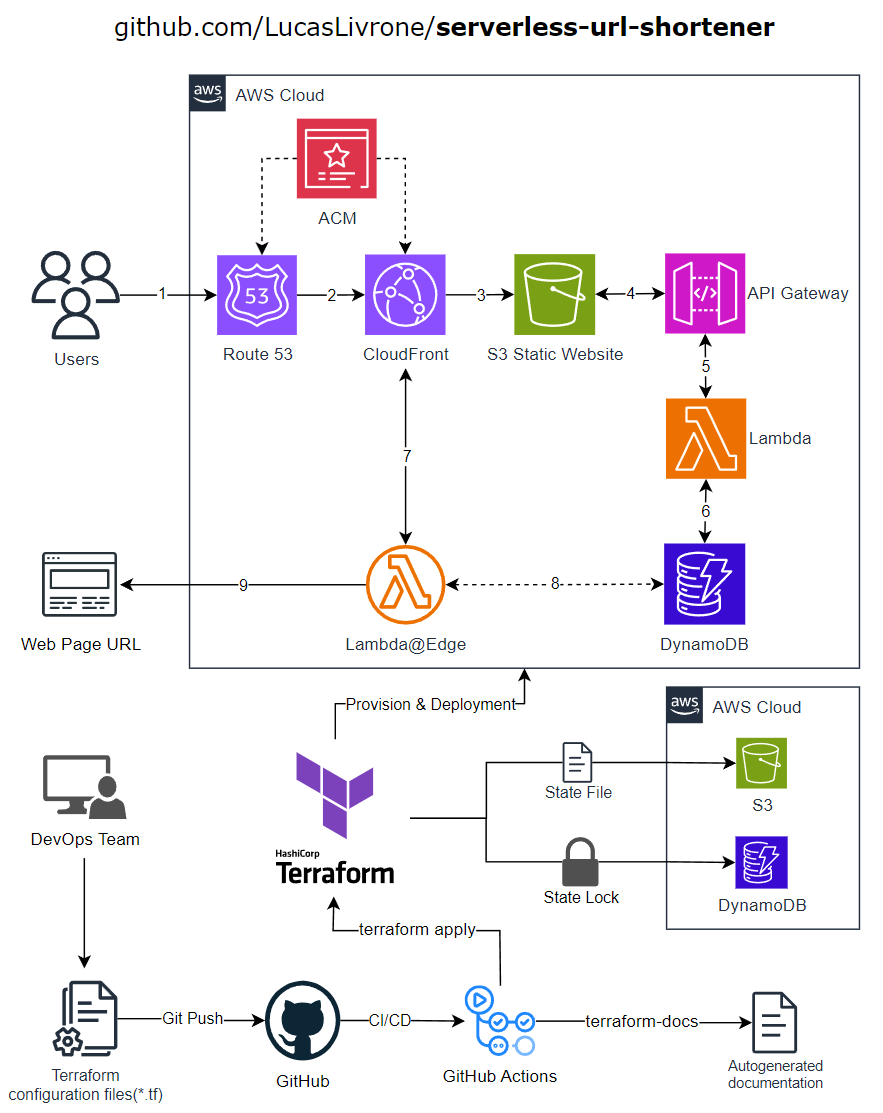 github.com/LucasLivrone/serverless-url-shortener
aws
AWS Cloud
ACM
1
53
2
3
4
API Gateway
Users
Route 53
CloudFront
S3 Static Website
5
Lambda
7
6
9
8
Web Page URL
Lambda@Edge
DynamoDB
Provision & Deployment
aws
AWS Cloud
State File
S3
DevOps Team
HashiCorp
Terraform
State Lock
DynamoDB
terraform apply
Git Push
CI/CD
terraform-docs
Terraform
configuration files(*.tf)
GitHub
GitHub Actions
Autogenerated
documentation